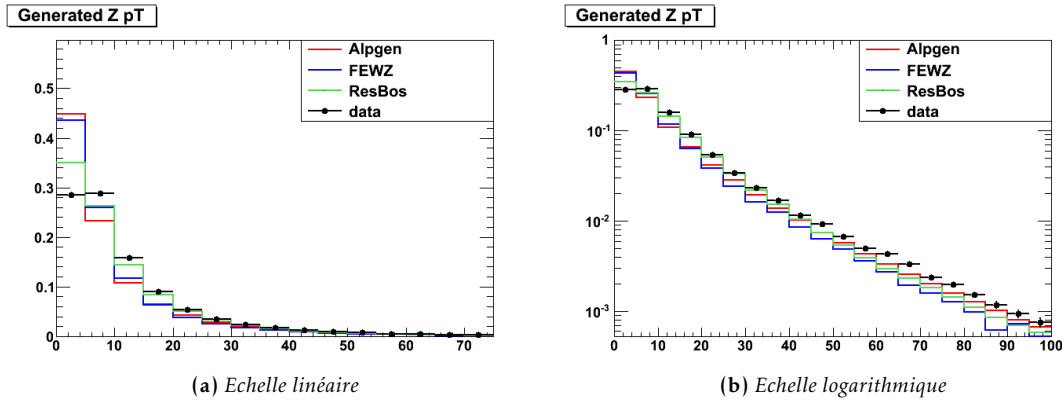 Generated Z pT
Alpgen
FEWZ
ResBos
data
0.5
0.4
0.3
0.2
0.1
0
0 10 20 30 40 50 60 70
(a) Echelle linéaire
Generated Z pT
Alpgen
FEWZ
ResBos
data
1
10-1
10-2
10-3
0 10 20 30 40 50 60 70 80 90 100
(b) Echelle logarithmique